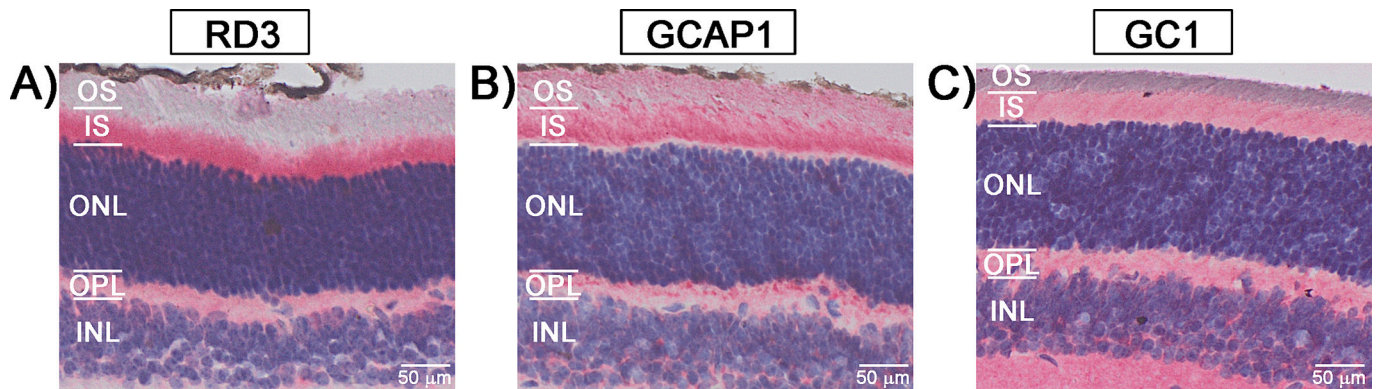 RD3
GCAP1
GC1
A)
OS
IS
ONL
OPL
INL
50 μm
B)
OS
IS
ONL
OPL
INL
50 μm
C)
OS
IS
ONL
OPL
INL
50 μm